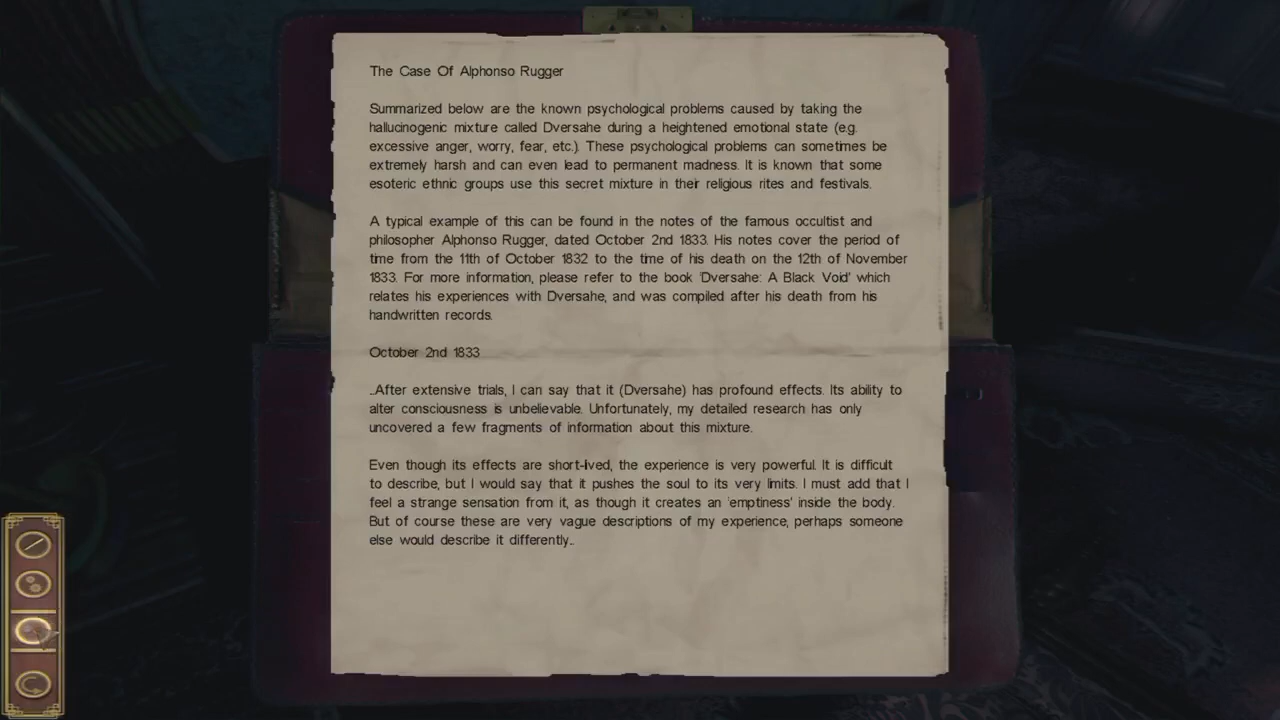 The Case Of Alphonso Rugger
Summarized below are the known psychological problems caused by taking the
hallucinogenic mixture called Dversahe during a heightened emotional state (e.g.
excessive anger, worry, fear, etc.). These psychological problems can sometimes be
extremely harsh and can even lead to permanent madness. It is known that some
esoteric ethnic groups use this secret mixture in their religious rites and festivals.
A typical example of this can be found in the notes of the famous occultist and
philosopher Alphonso Rugger, dated October 2nd 1833. His notes cover the period of
time from the 11th of October 1832 to the time of his death on the 12th of November
1833. For more information, please refer to the book 'Dversahe: A Black Void' which
relates his experiences with Dversahe, and was compiled after his death from his
handwritten records.
October 2nd 1833
...After extensive trials, I can say that it (Dversahe) has profound effects. Its ability to
alter consciousness is unbelievable. Unfortunately, my detailed research has only
uncovered a few fragments of information about this mixture.
Even though its effects are short-lived, the experience is very powerful. It is difficult
to describe, but I would say that it pushes the soul to its very limits. I must add that I
feel a strange sensation from it, as though it creates an 'emptiness' inside the body.
But of course these are very vague descriptions of my experience, perhaps someone
else would describe it differently...